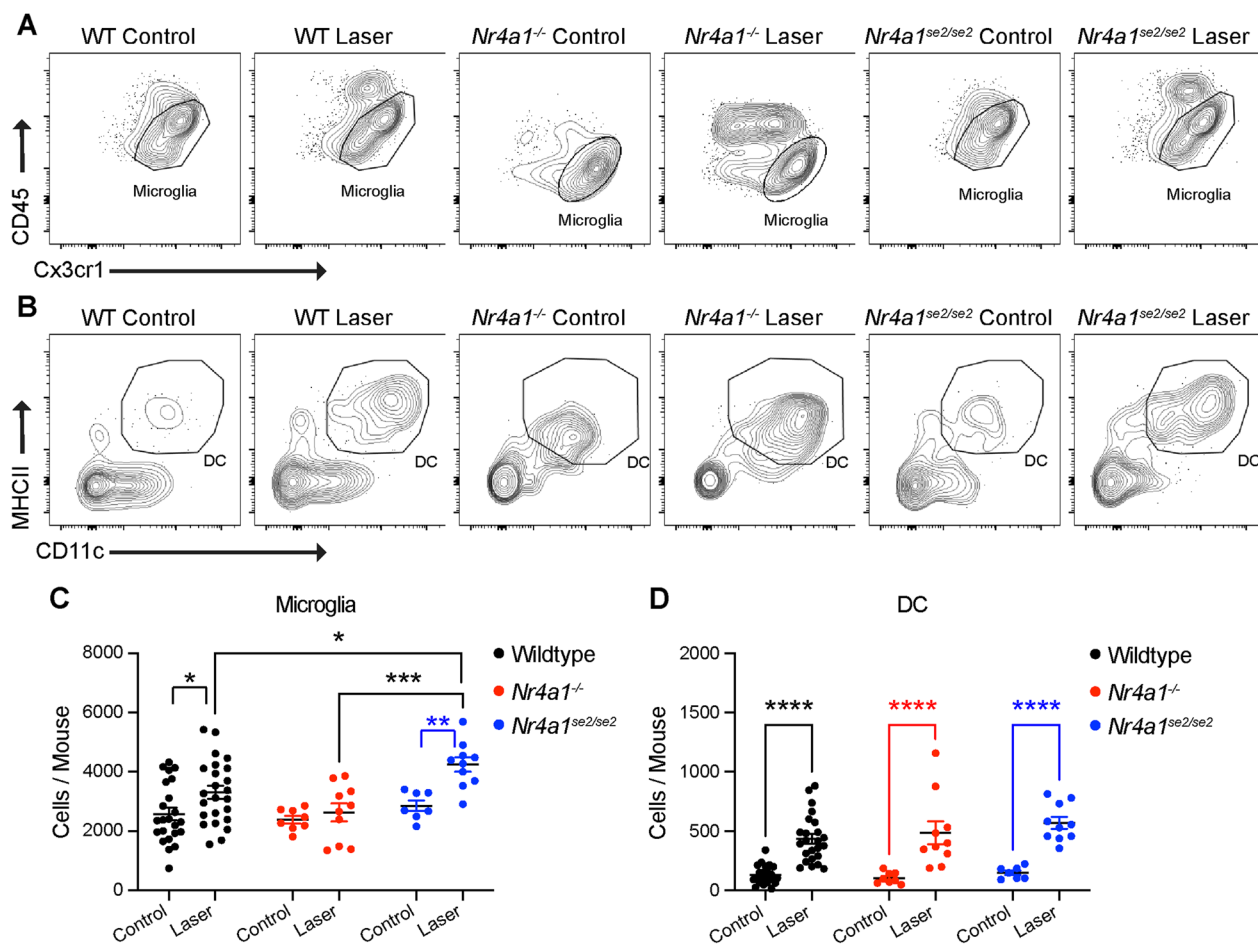 A
WT Control
WT Laser
Nr4a1-/- Control
Nr4a1-/- Laser
Nr4a1se2/se2 Control
Nr4a1se2/se2 Laser
CD45
Microglia
Microglia
Microglia
Microglia
Microglia
Microglia
Cx3cr1
B
WT Control
WT Laser
Nr4a1-/- Control
Nr4a1-/- Laser
Nr4a1se2/se2 Control
Nr4a1se2/se2 Laser
MHCII
DC
DC
DC
DC
DC
DC
CD11c
C
Microglia
Cells / Mouse
8000
6000
4000
2000
0
*
*
***
**
Control
Laser
Control
Laser
Control
Laser
Wildtype
Nr4a1-/-
Nr4a1se2/se2
D
DC
Cells / Mouse
2000
1500
1000
500
0
****
****
****
Control
Laser
Control
Laser
Control
Laser
Wildtype
Nr4a1-/-
Nr4a1se2/se2